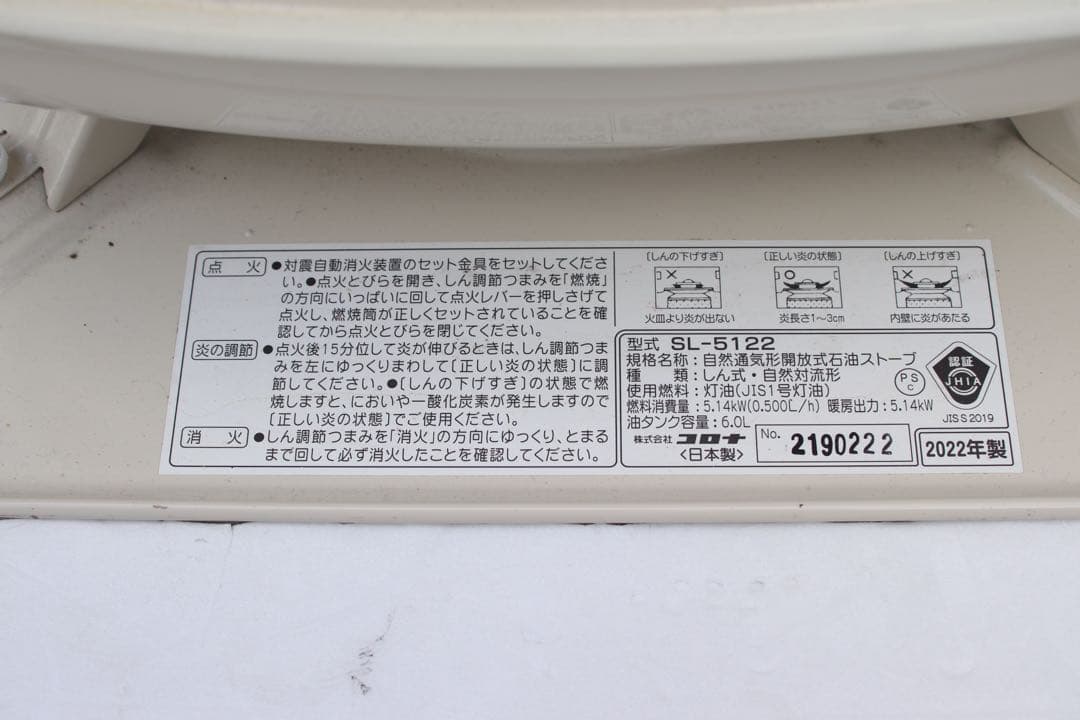 点火
●対震自動消火装置のセット金具をセットしてくださ
い。●点火とびらを開き、しん調節つまみを「燃焼」
の方向にいっぱいに回して点火レバーを押しさげて
点火し、燃焼筒が正しくセットされていることを確
認してから点火とびらを閉じてください。
炎の調節
●点火後15分位して炎が伸びるときは、しん調節つま
みを左にゆっくりまわして[正しい炎の状態]に調
節してください。●[しんの下げすぎ]の状態で燃
焼しますと、においや一酸化炭素が発生しますので
[正しい炎の状態]でご使用ください。
消火
●しん調節つまみを「消火」の方向にゆっくり、とまる
まで回して必ず消火したことを確認してください。
[しんの下げすぎ]
火皿より炎が出ない
[正しい炎の状態]
炎長さ1〜3cm
[しんの上げすぎ]
内壁に炎があたる
型式 SL-5122
規格名称：自然通気形開放式石油ストーブ
種類：しん式・自然対流形
使用燃料：灯油(JIS1号灯油)
燃料消費量：5.14kW(0.500L/h) 暖房出力：5.14kW
油タンク容量：6.0L
株式会社 コロナ
〈日本製〉
No. 2190222
PS
C
認証
JHIA
JIS S 2019
2022年製